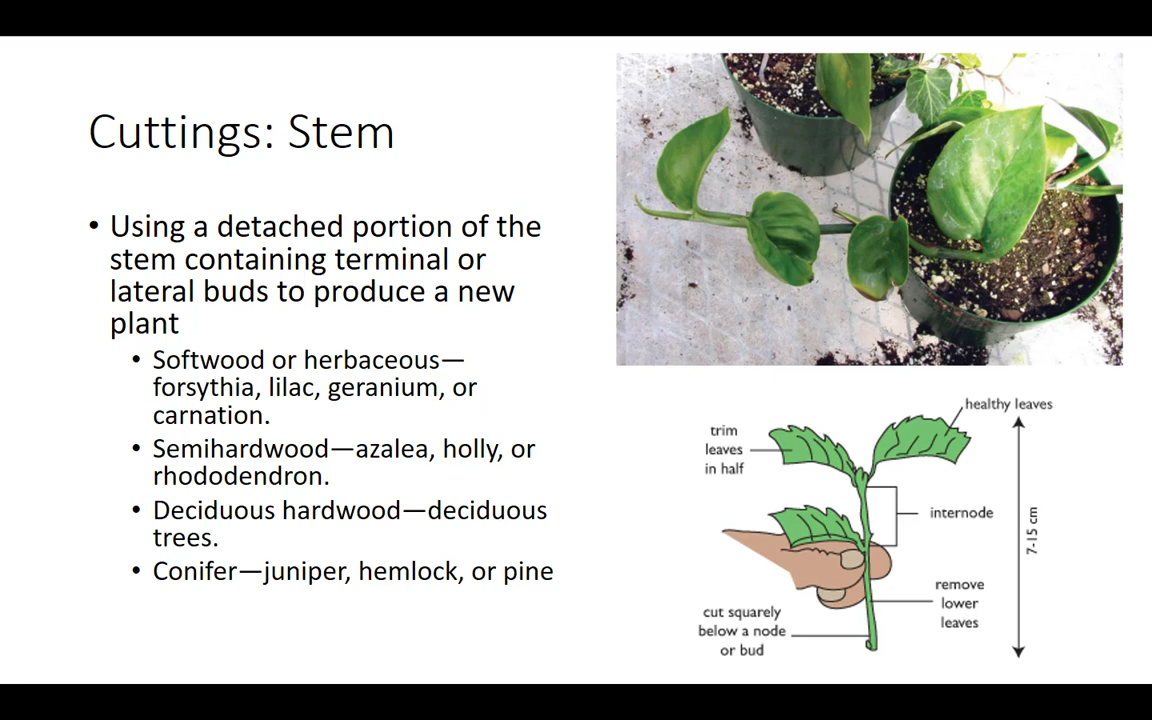 Cuttings: Stem
• Using a detached portion of the
stem containing terminal or
lateral buds to produce a new
plant
• Softwood or herbaceous—
forsythia, lilac, geranium, or
carnation.
• Semihardwood—azalea, holly, or
rhododendron.
• Deciduous hardwood—deciduous
trees.
• Conifer—juniper, hemlock, or pine
healthy leaves
trim
leaves
in half
internode
7-15 cm
remove
lower
leaves
cut squarely
below a node
or bud